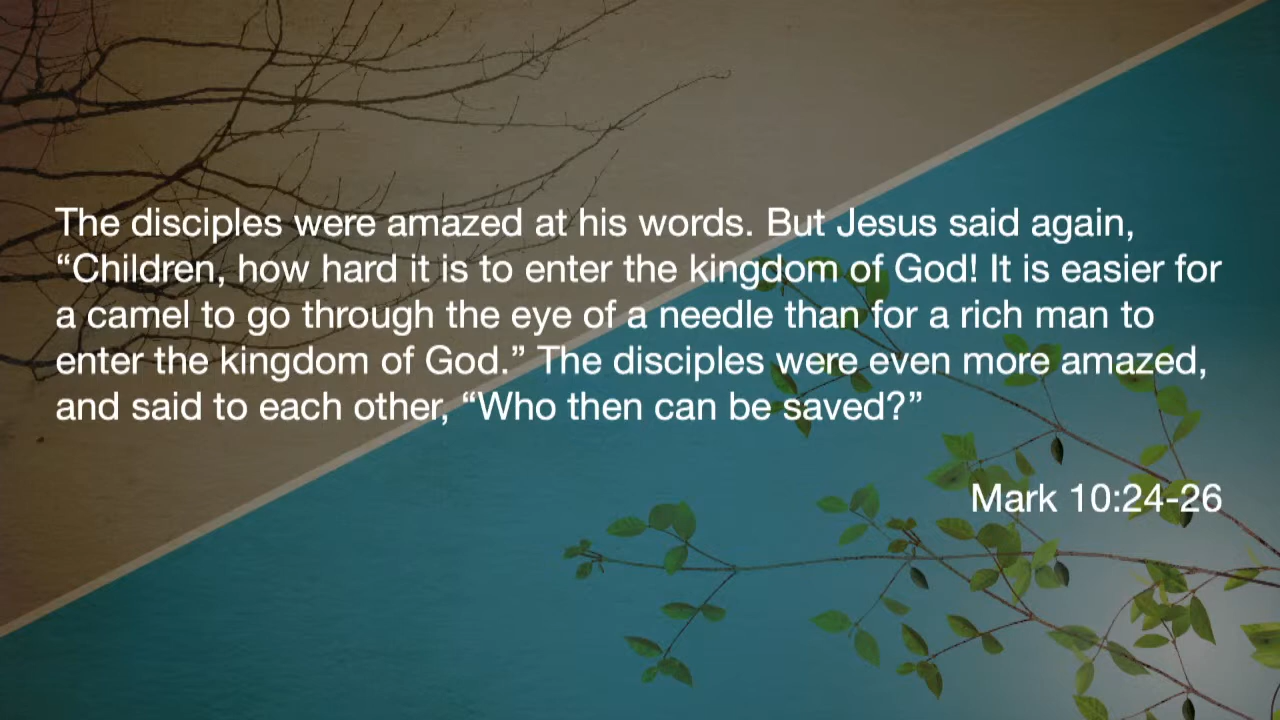 The disciples were amazed at his words. But Jesus said again,
“Children, how hard it is to enter the kingdom of God! It is easier for
a camel to go through the eye of a needle than for a rich man to
enter the kingdom of God.” The disciples were even more amazed,
and said to each other, “Who then can be saved?”
Mark 10:24-26